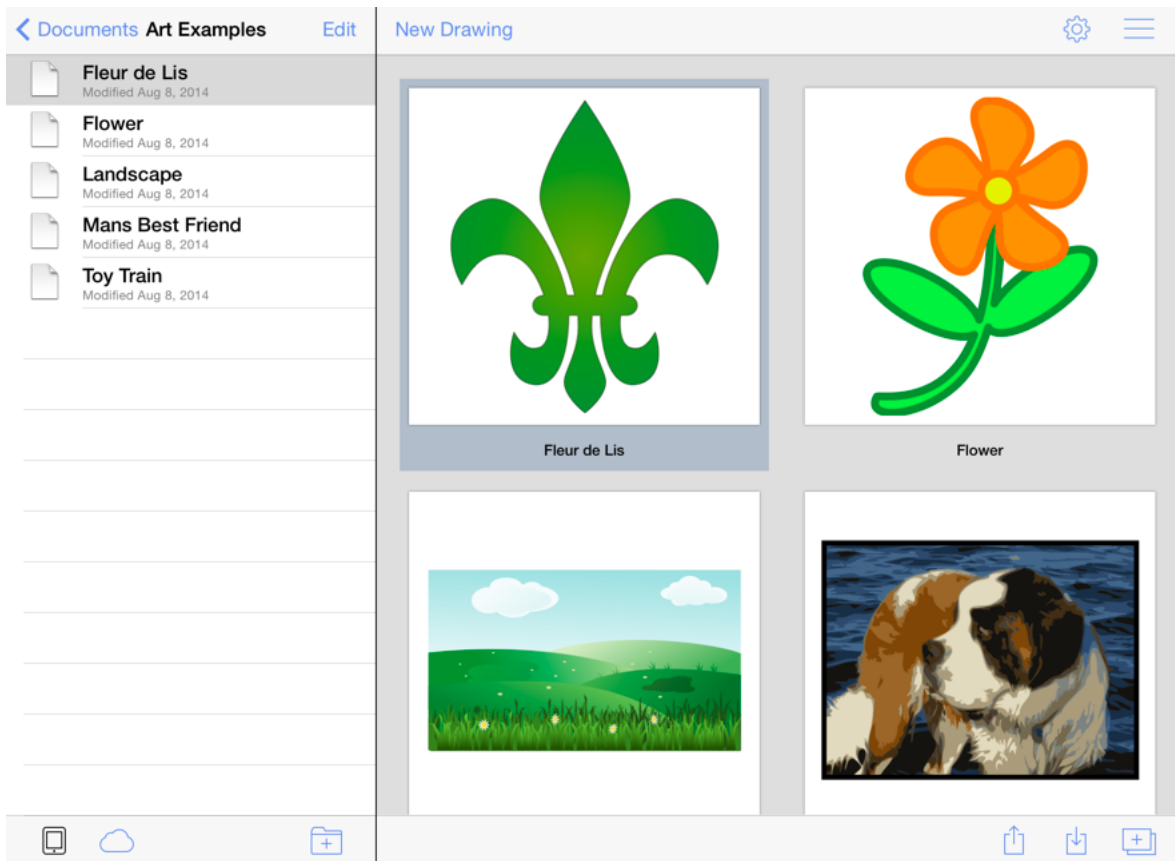 Documents Art Examples Edit
Fleur de Lis
Modified Aug 8, 2014
Flower
Modified Aug 8, 2014
Landscape
Modified Aug 8, 2014
Mans Best Friend
Modified Aug 8, 2014
Toy Train
Modified Aug 8, 2014
New Drawing
Fleur de Lis
Flower